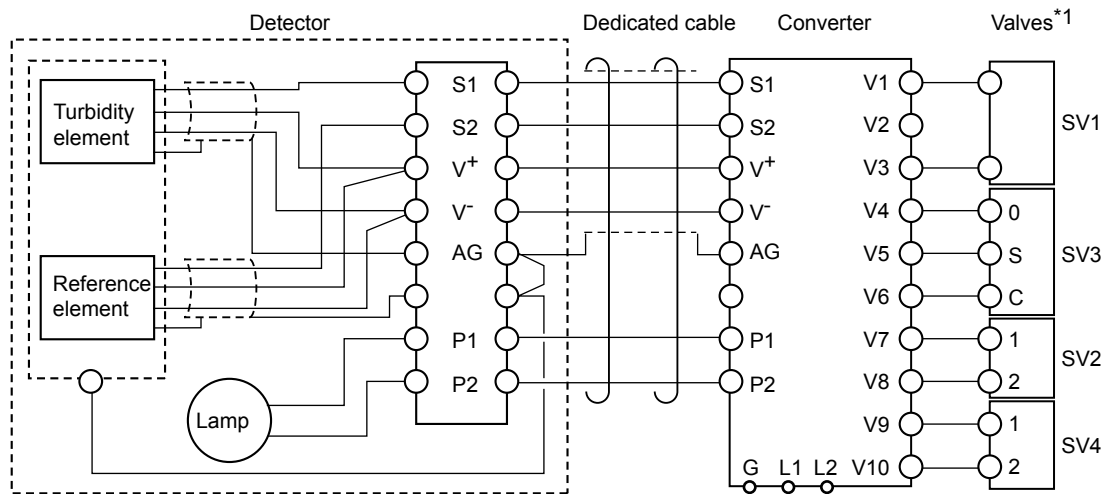 Detector Dedicated cable Converter Valves*1
S1 S1 V1
Turbidity
element
S2 S2 V2 SV1
V+ V+ V3
V- V- V4 0
AG AG V5 S SV3
Reference
element
V6 C
P1 P1 V7 1 SV2
P2 P2 V8 2
Lamp
V9 1 SV4
G L1 L2 V10 2